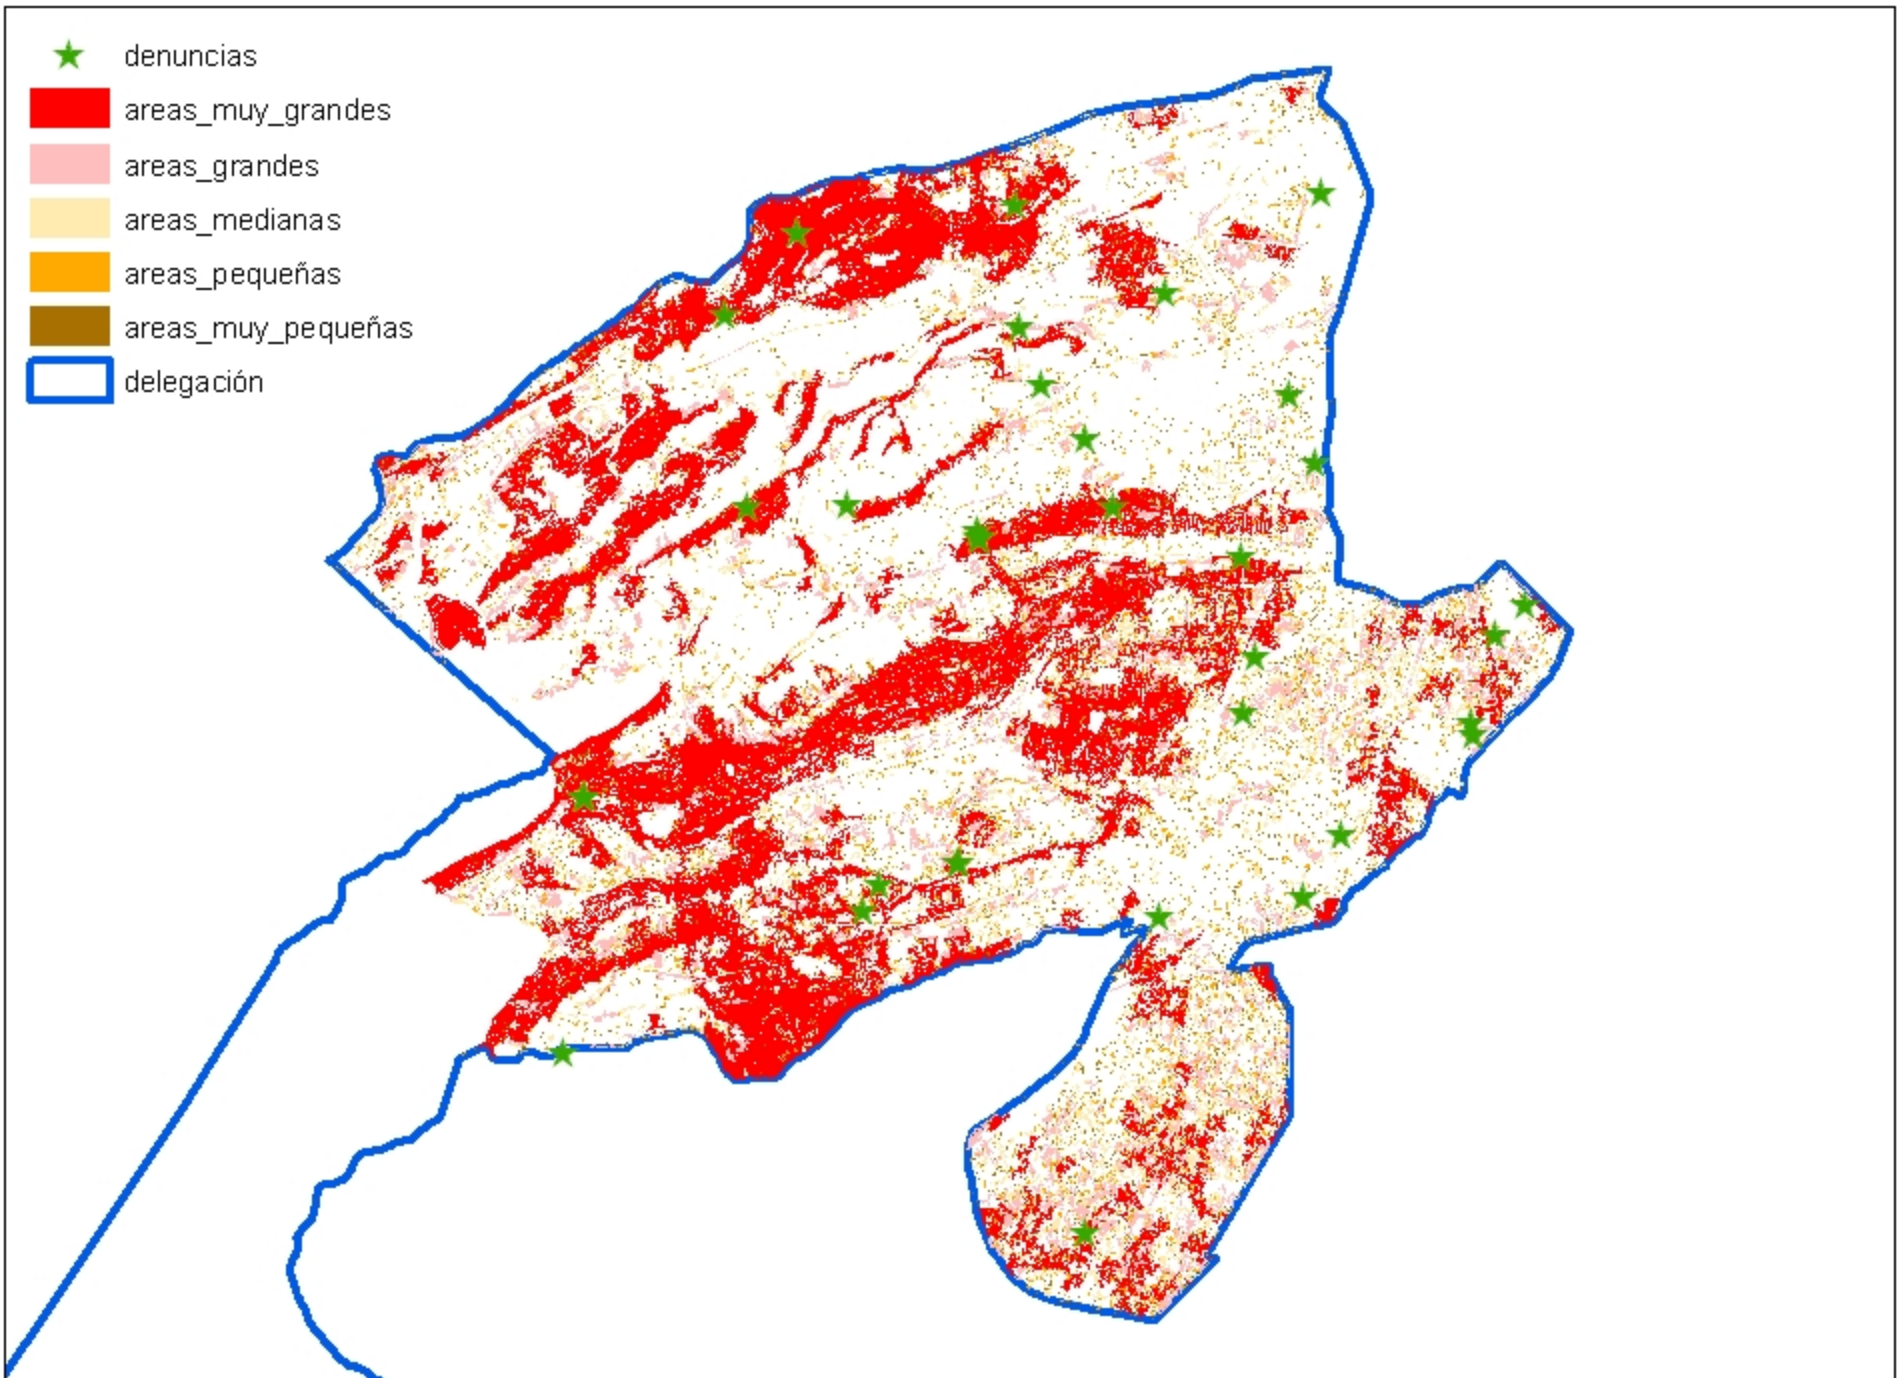 denuncias
areas_muy_grandes
areas_grandes
areas_medianas
areas_pequeñas
areas_muy_pequeñas
delegación